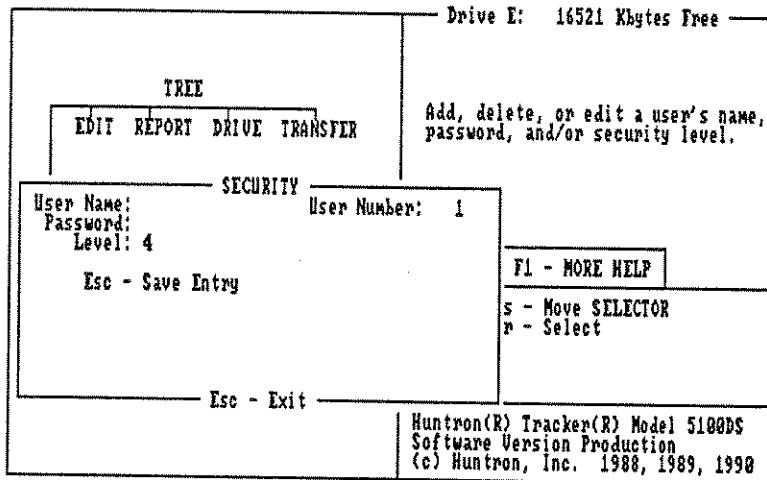 Drive E: 16521 Kbytes Free
TREE
EDIT REPORT DRIVE TRANSFER
Add, delete, or edit a user's name,
password, and/or security level.
SECURITY
User Name: User Number: 1
Password:
Level: 4
Esc - Save Entry
F1 - MORE HELP
s - Move SELECTOR
r - Select
Esc - Exit
Huntron(R) Tracker(R) Model 5100DS
Software Version Production
(c) Huntron, Inc. 1988, 1989, 1990